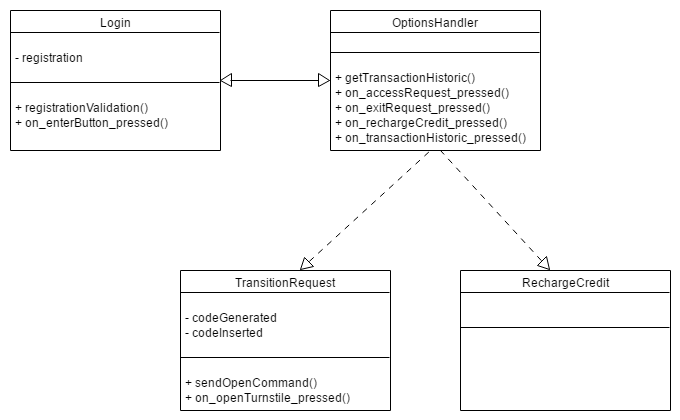 Login
- registration
+ registrationValidation()
+ on_enterButton_pressed()
OptionsHandler
+ getTransactionHistoric()
+ on_accessRequest_pressed()
+ on_exitRequest_pressed()
+ on_rechargeCredit_pressed()
+ on_transactionHistoric_pressed()
TransitionRequest
- codeGenerated
- codeInserted
+ sendOpenCommand()
+ on_openTurnstile_pressed()
RechargeCredit